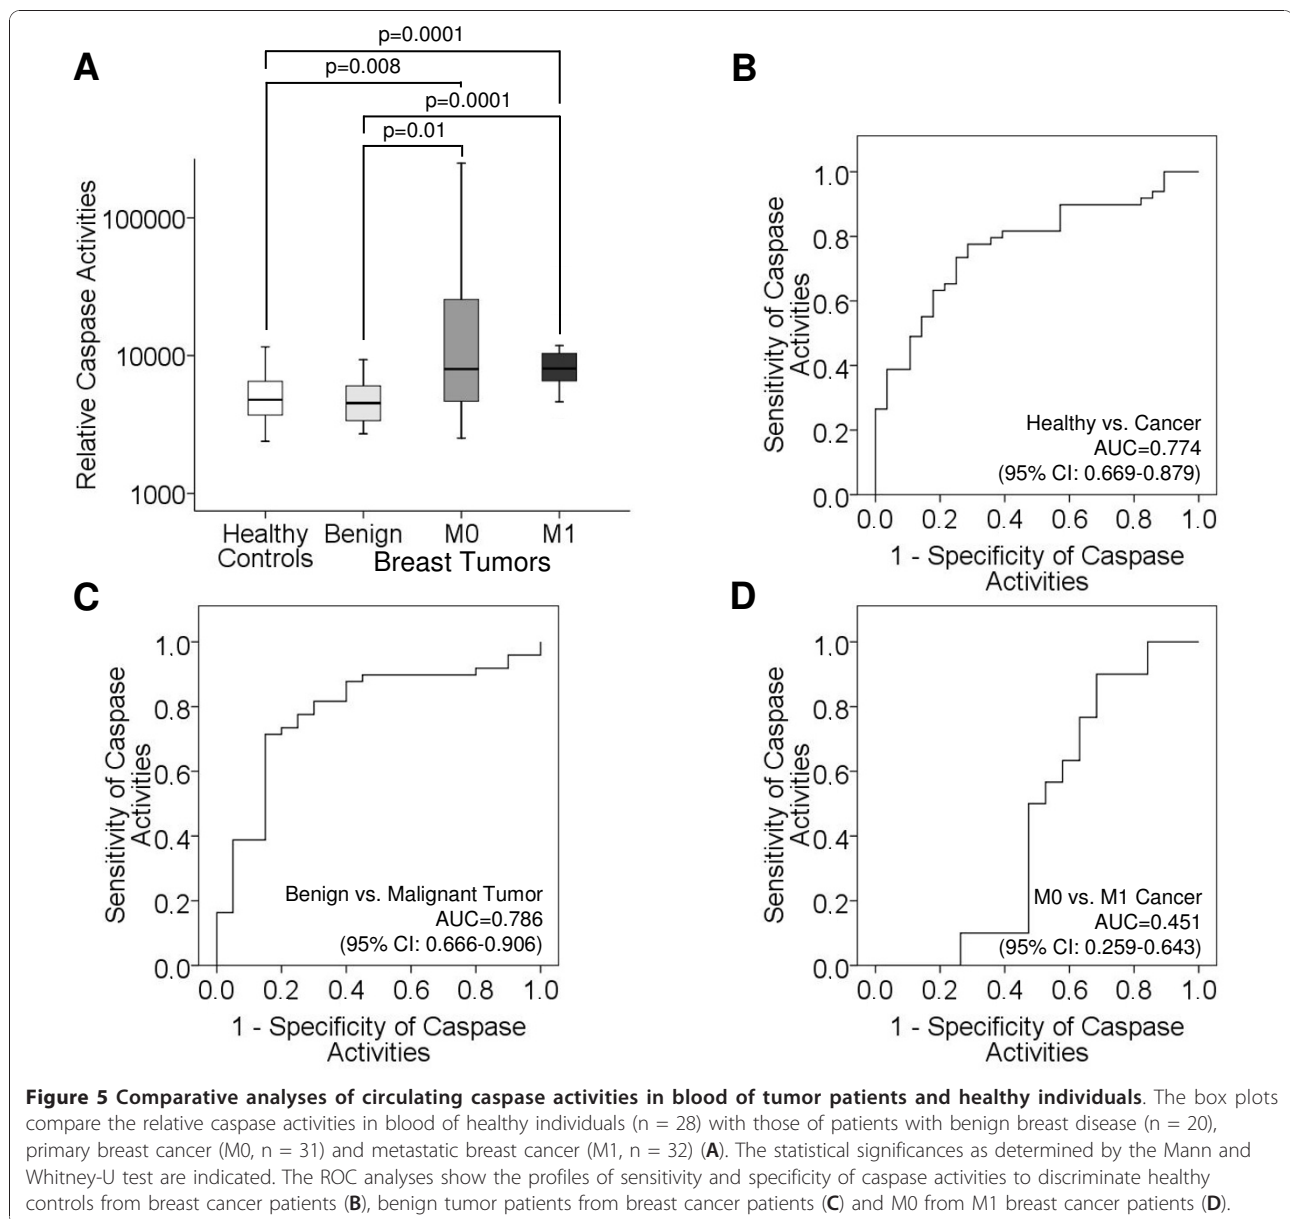 A
p=0.0001
p=0.008
p=0.0001
p=0.01
Relative Caspase Activities
100000
10000
1000
Healthy Controls
Benign
M0
M1
Breast Tumors
B
Sensitivity of Caspase
Activities
1.0
0.8
0.6
0.4
0.2
0.0
Healthy vs. Cancer
AUC=0.774
(95% CI: 0.669-0.879)
0.0 0.2 0.4 0.6 0.8 1.0
1 - Specificity of Caspase
Activities
C
Sensitivity of Caspase
Activities
1.0
0.8
0.6
0.4
0.2
0.0
Benign vs. Malignant Tumor
AUC=0.786
(95% CI: 0.666-0.906)
0.0 0.2 0.4 0.6 0.8 1.0
1 - Specificity of Caspase
Activities
D
Sensitivity of Caspase
Activities
1.0
0.8
0.6
0.4
0.2
0.0
M0 vs. M1 Cancer
AUC=0.451
(95% CI: 0.259-0.643)
0.0 0.2 0.4 0.6 0.8 1.0
1 - Specificity of Caspase
Activities
Figure 5 Comparative analyses of circulating caspase activities in blood of tumor patients and healthy individuals. The box plots
compare the relative caspase activities in blood of healthy individuals (n = 28) with those of patients with benign breast disease (n = 20),
primary breast cancer (M0, n = 31) and metastatic breast cancer (M1, n = 32) (A). The statistical significances as determined by the Mann and
Whitney-U test are indicated. The ROC analyses show the profiles of sensitivity and specificity of caspase activities to discriminate healthy
controls from breast cancer patients (B), benign tumor patients from breast cancer patients (C) and M0 from M1 breast cancer patients (D).